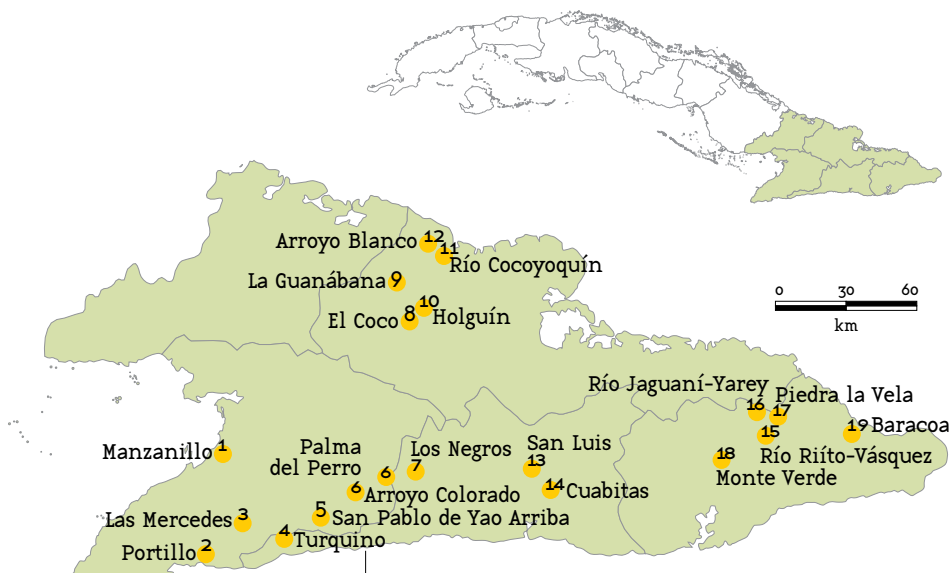 12
Arroyo Blanco
11
Río Cocoyoquín
La Guanábana
9
10
Holguín
El Coco
8
0 30 60
km
Río Jaguaní-Yarey
Piedra la Vela
16
17
15
Río Riíto-Vásquez
19
Baracoa
18
Monte Verde
Manzanillo
1
Palma
del Perro
6
Los Negros
7
San Luis
13
14
Cuabitas
6
Arroyo Colorado
Las Mercedes
3
5
San Pablo de Yao Arriba
4
Turquino
Portillo
2